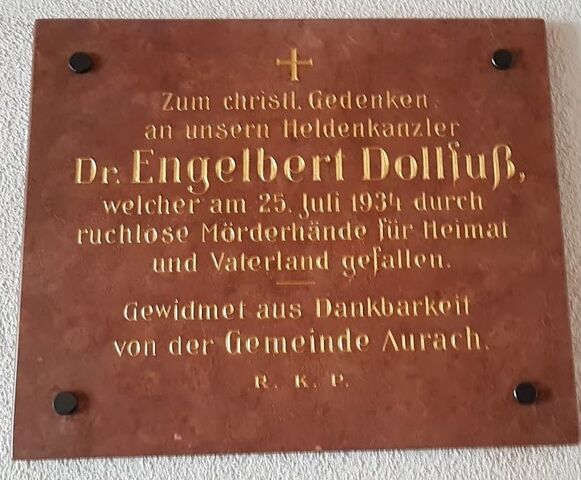 Zum christl. Gedenken
an unsern Heldenkanzler
Dr. Engelbert Dollfuß,
welcher am 25. Juli 1934 durch
ruchlose Mörderhände für Heimat
und Vaterland gefallen.
Gewidmet aus Dankbarkeit
von der Gemeinde Aurach.
R. K. P.